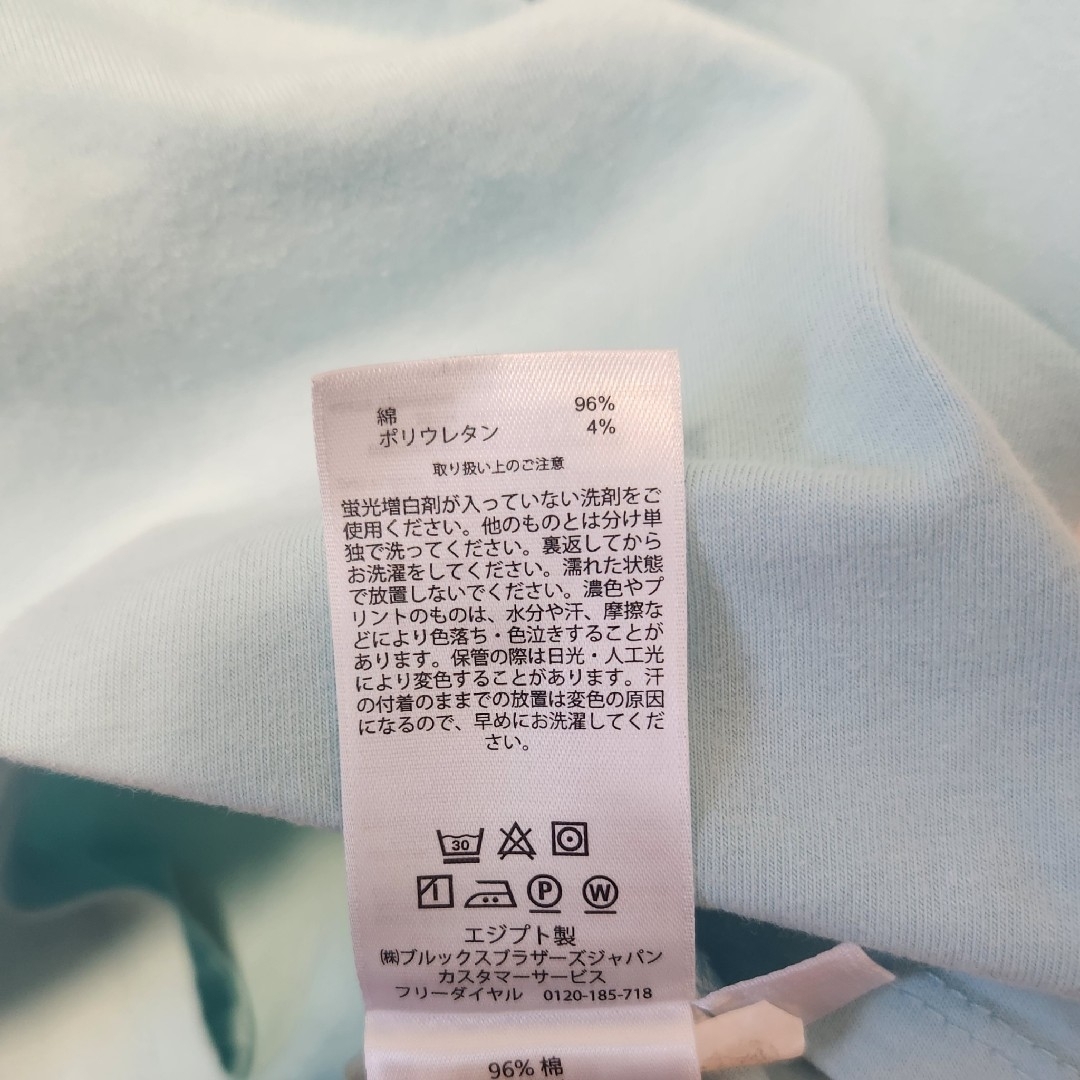 綿 96%
ポリウレタン 4%
取り扱い上のご注意
蛍光増白剤が入っていない洗剤をご
使用ください。他のものとは分け単
独で洗ってください。裏返してから
お洗濯をしてください。濡れた状態
で放置しないでください。濃色やプ
リントのものは、水分や汗、摩擦な
どにより色落ち・色泣きすることが
あります。保管の際は日光・人工光
により変色することがあります。汗
の付着のままでの放置は変色の原因
になるので、早めにお洗濯してくだ
さい。
30
P W
エジプト製
㈱ブルックスブラザーズジャパン
カスタマーサービス
フリーダイヤル 0120-185-718
96% 棉